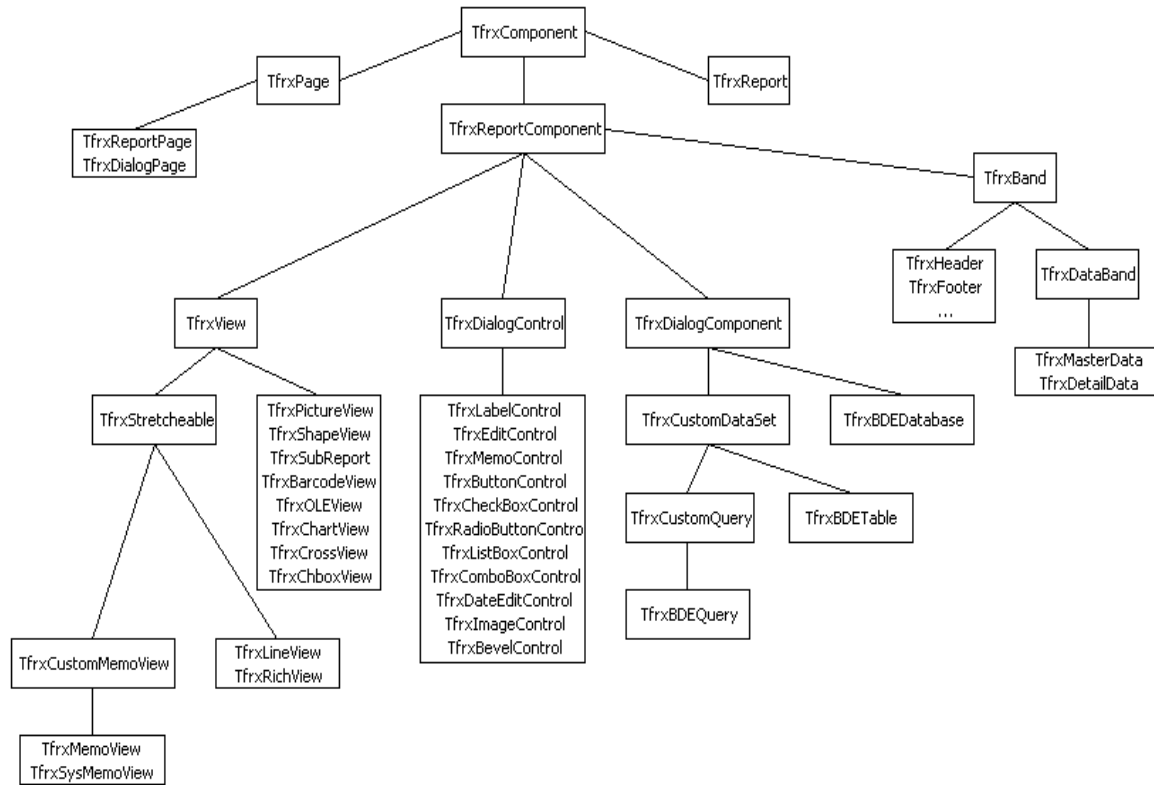 TfrxComponent
TfrxPage
TfrxReport
TfrxReportPage
TfrxDialogPage
TfrxReportComponent
TfrxBand
TfrxHeader
TfrxFooter
...
TfrxDataBand
TfrxMasterData
TfrxDetailData
TfrxView
TfrxDialogControl
TfrxDialogComponent
TfrxStretcheable
TfrxPictureView
TfrxShapeView
TfrxSubReport
TfrxBarcodeView
TfrxOLEView
TfrxChartView
TfrxCrossView
TfrxChboxView
TfrxLabelControl
TfrxEditControl
TfrxMemoControl
TfrxButtonControl
TfrxCheckBoxControl
TfrxRadioButtonContro
TfrxListBoxControl
TfrxComboBoxControl
TfrxDateEditControl
TfrxImageControl
TfrxBevelControl
TfrxCustomDataSet
TfrxBDEDatabase
TfrxCustomQuery
TfrxBDETable
TfrxBDEQuery
TfrxCustomMemoView
TfrxLineView
TfrxRichView
TfrxMemoView
TfrxSysMemoView